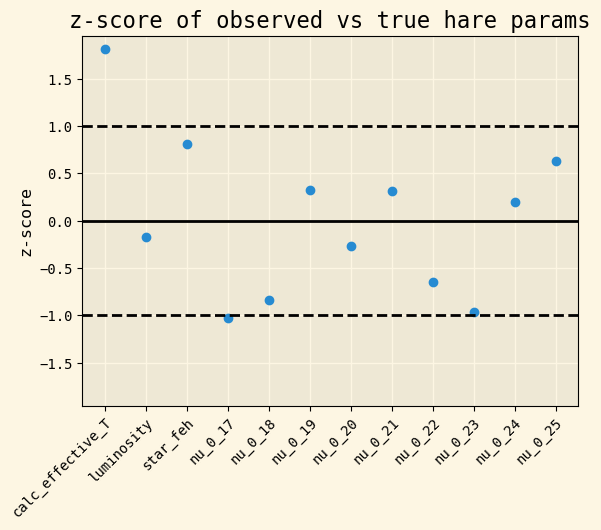 z-score of observed vs true hare params
z-score
1.5
1.0
0.5
0.0
−0.5
−1.0
−1.5
calc_effective_T
luminosity
star_feh
nu_0_17
nu_0_18
nu_0_19
nu_0_20
nu_0_21
nu_0_22
nu_0_23
nu_0_24
nu_0_25